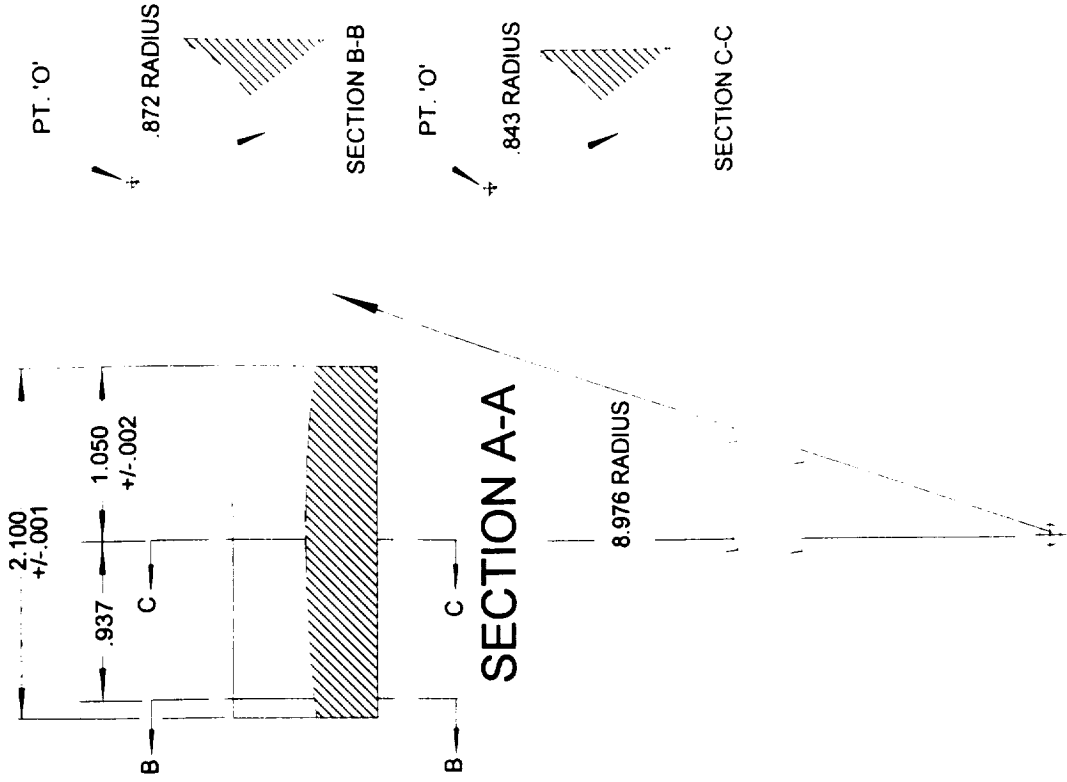 2.100
+/-.001
.937
1.050
+/-.002
C
B
C
B
SECTION A-A
8.976 RADIUS
PT. 'O'
.872 RADIUS
SECTION B-B
PT. 'O'
.843 RADIUS
SECTION C-C